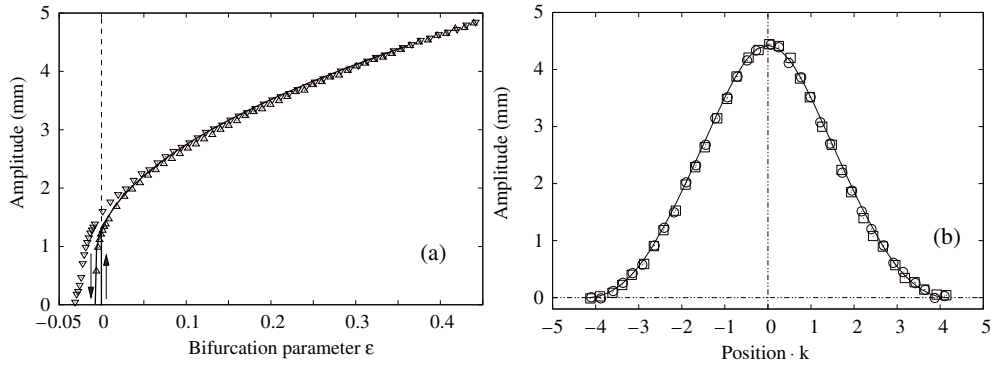 5
4
3
2
1
0
Amplitude (mm)
−0.05 0 0.1 0.2 0.3 0.4
Bifurcation parameter ε
(a)
5
4
3
2
1
0
Amplitude (mm)
−5 −4 −3 −2 −1 0 1 2 3 4 5
Position · k
(b)